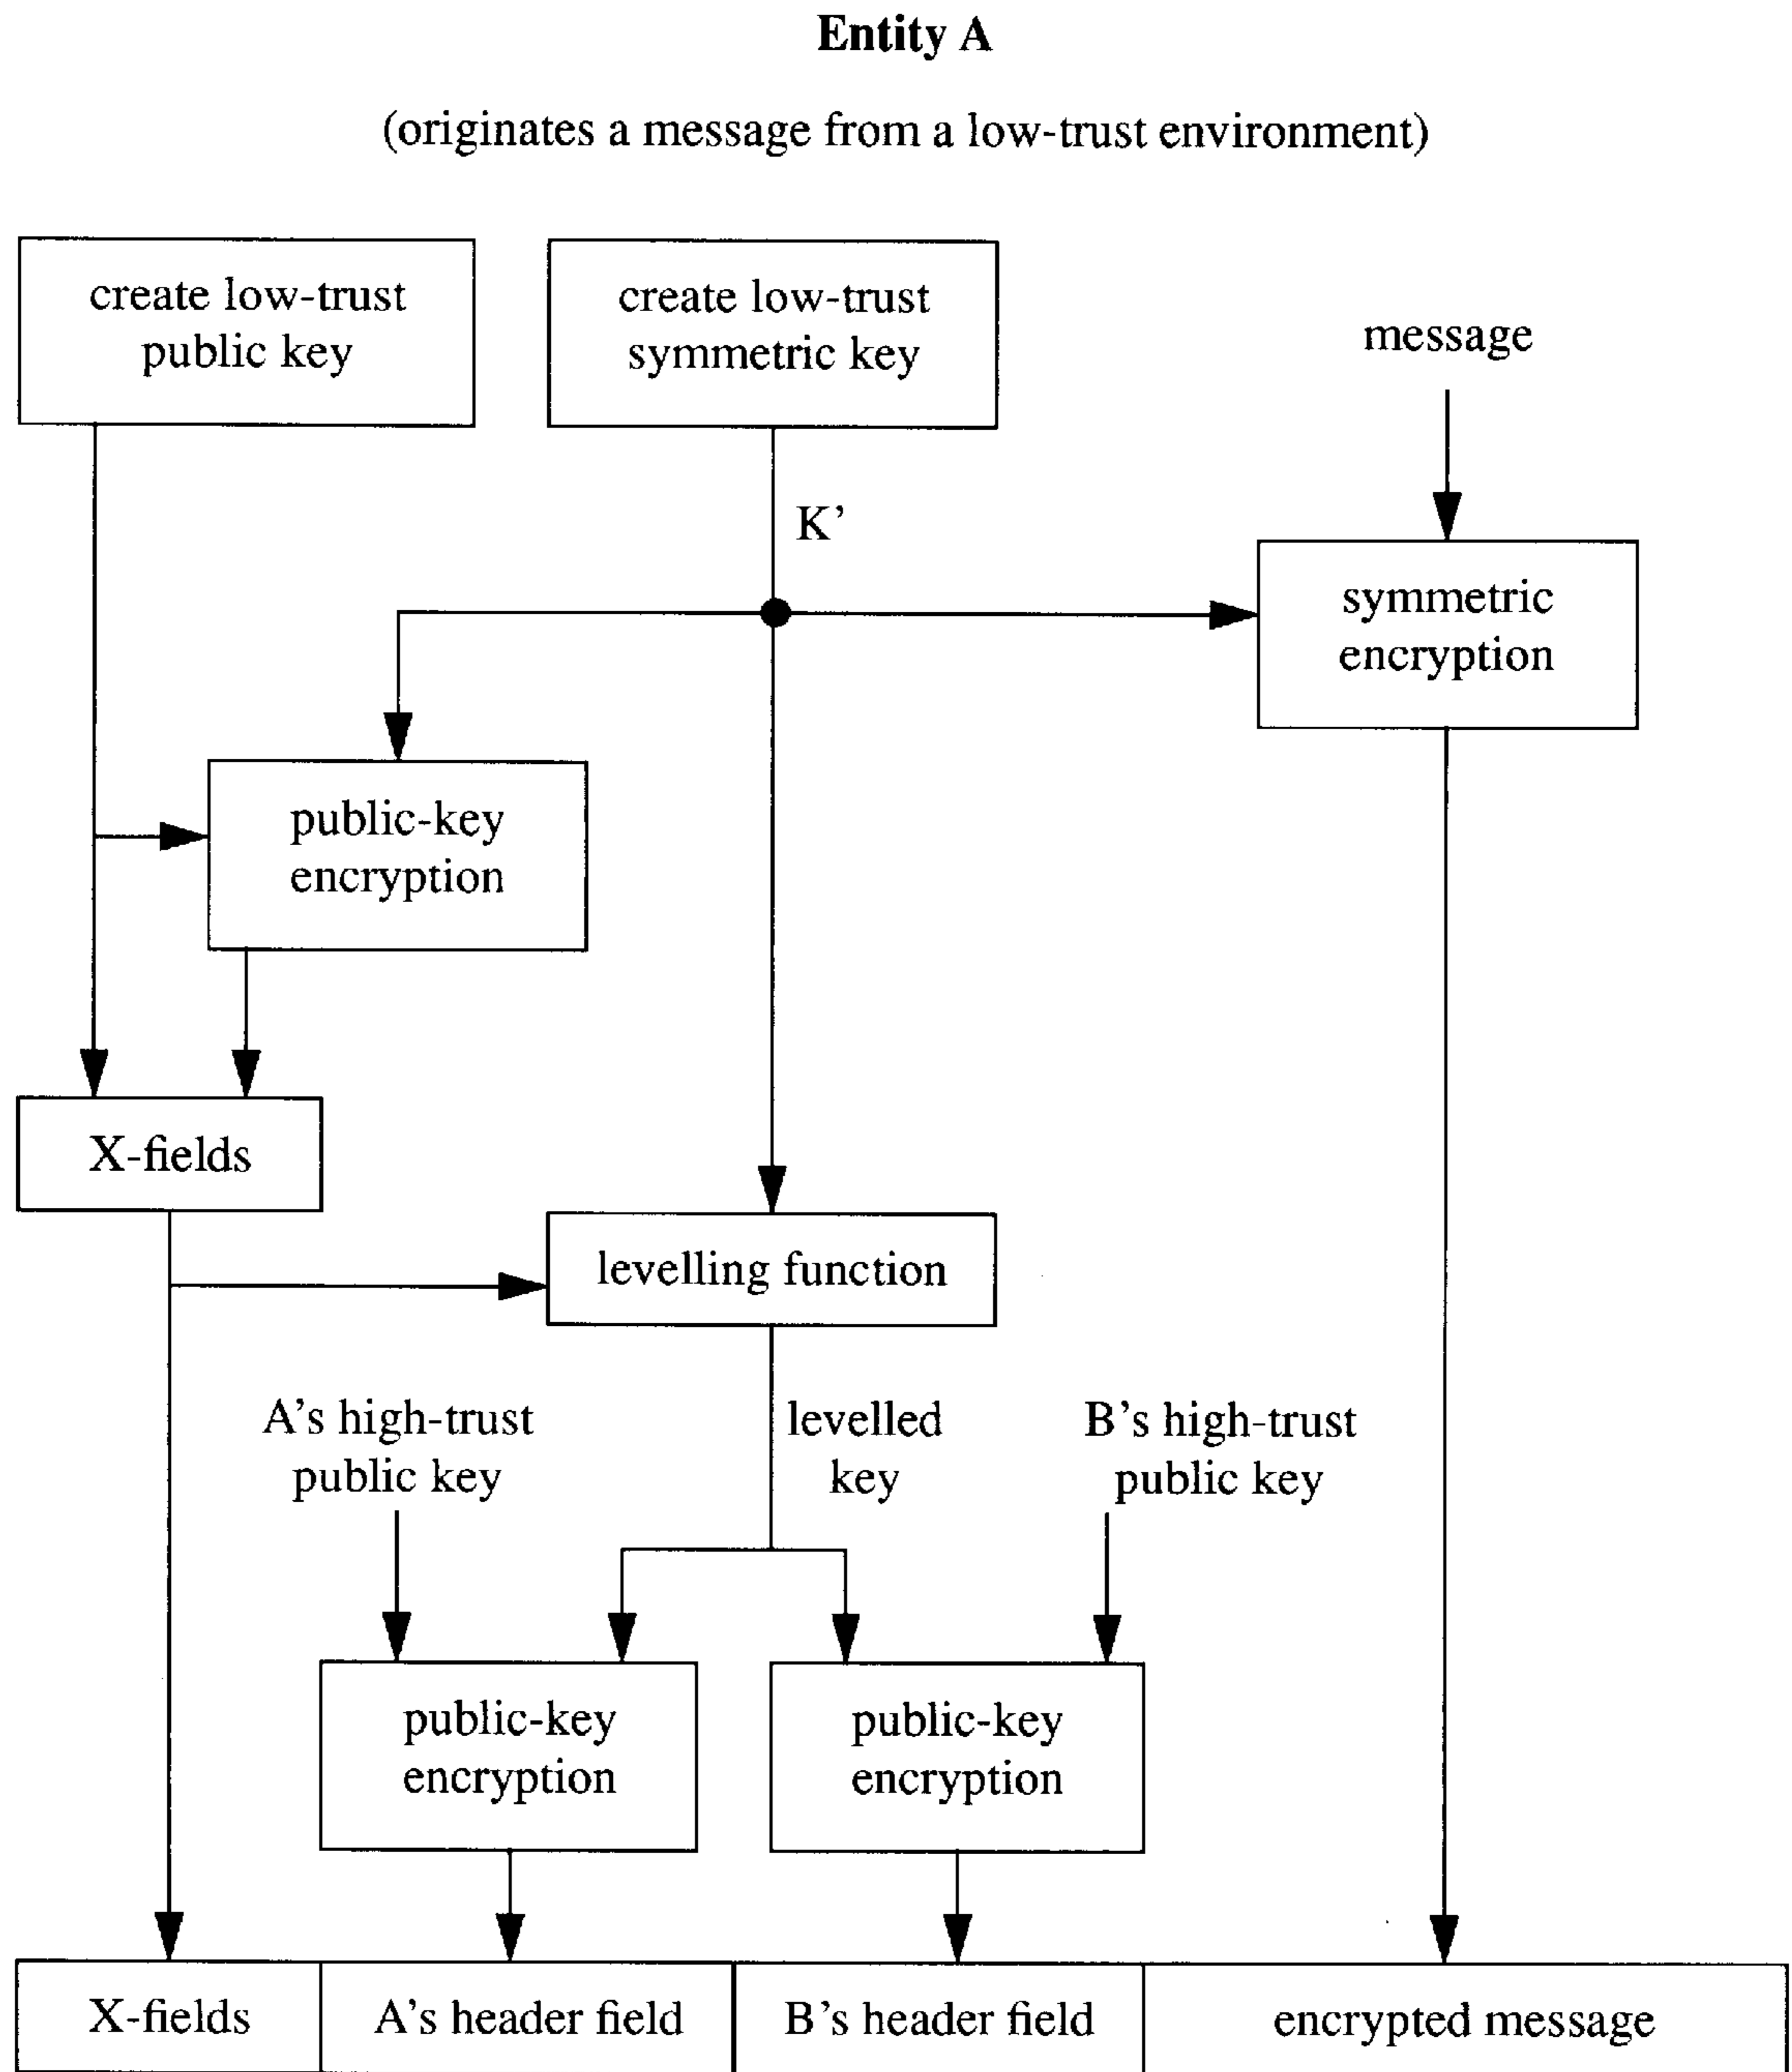 Entity A
(originates a message from a low-trust environment)
create low-trust
public key
create low-trust
symmetric key
message
K’
symmetric
encryption
public-key
encryption
X-fields
levelling function
A’s high-trust
public key
levelled
key
B’s high-trust
public key
public-key
encryption
public-key
encryption
X-fields
A’s header field
B’s header field
encrypted message